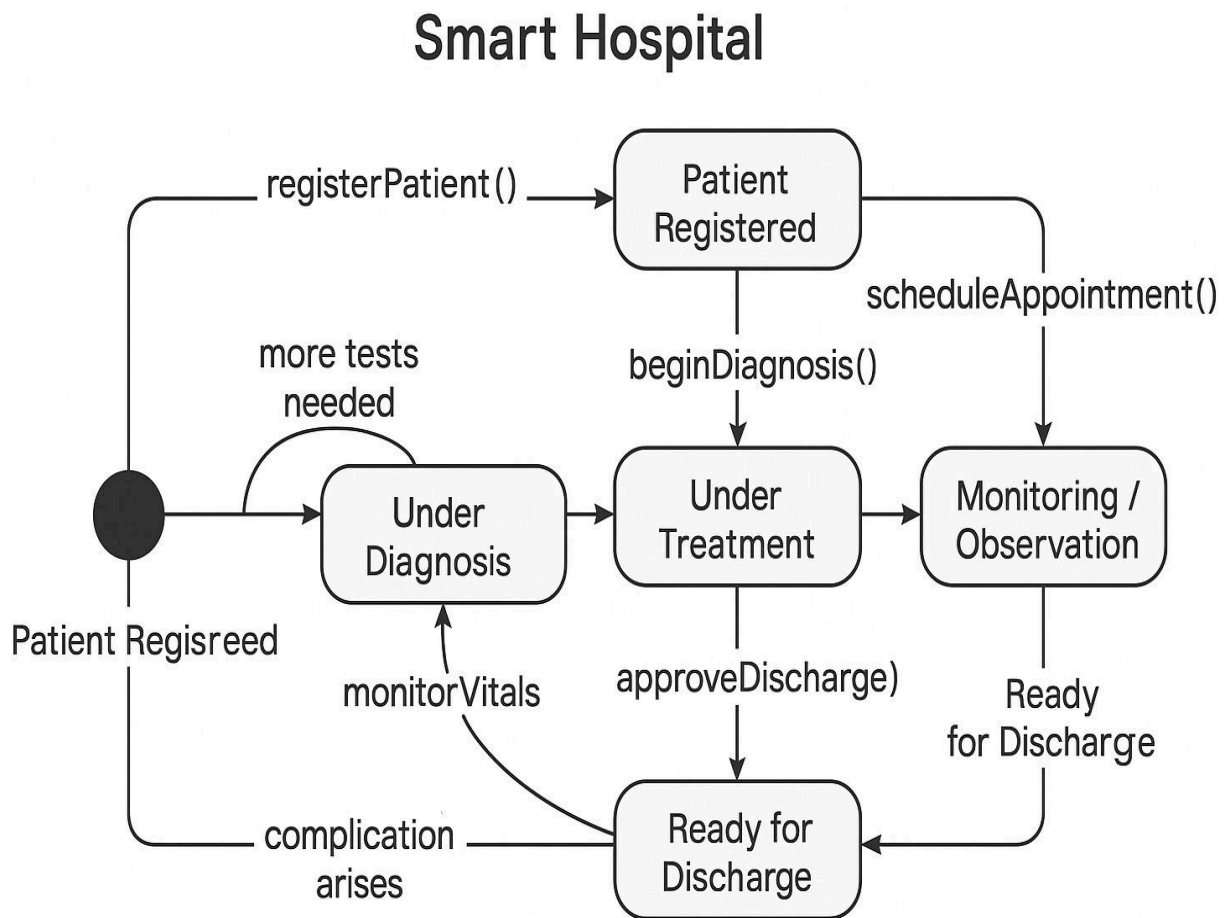 Smart Hospital
registerPatient()
Patient
Registered
scheduleAppointment()
more tests
needed
beginDiagnosis()
Under
Diagnosis
Under
Treatment
Monitoring /
Observation
Patient Regisreed
monitorVitals
approveDischarge)
Ready
for Discharge
complication
arises
Ready for
Discharge